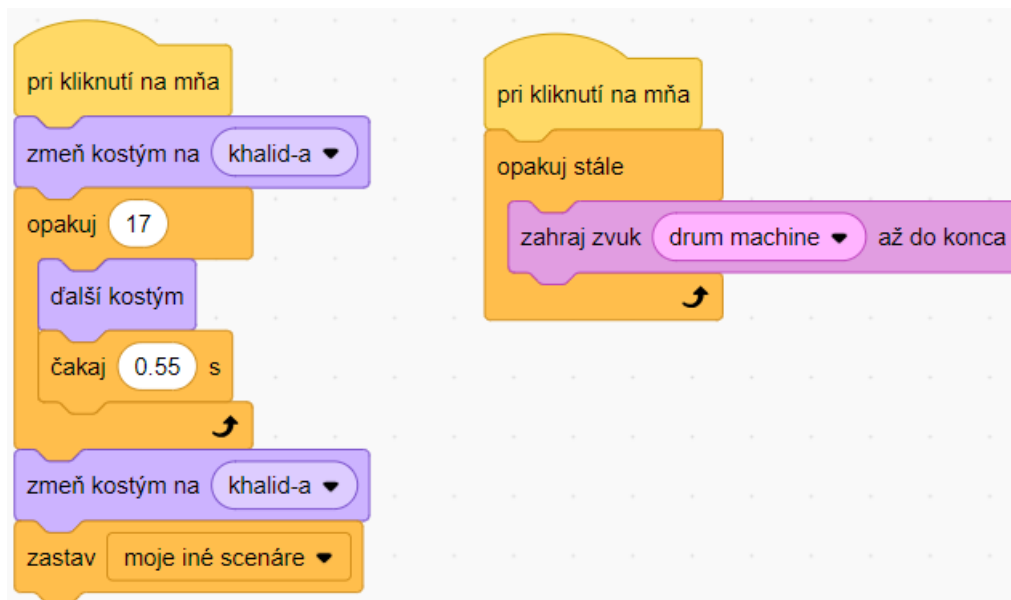 pri kliknutí na mňa
zmeň kostým na khalid-a
opakuj 17
ďalší kostým
čakaj 0.55 s
zmeň kostým na khalid-a
zastav moje iné scenáre
pri kliknutí na mňa
opakuj stále
zahraj zvuk drum machine až do konca